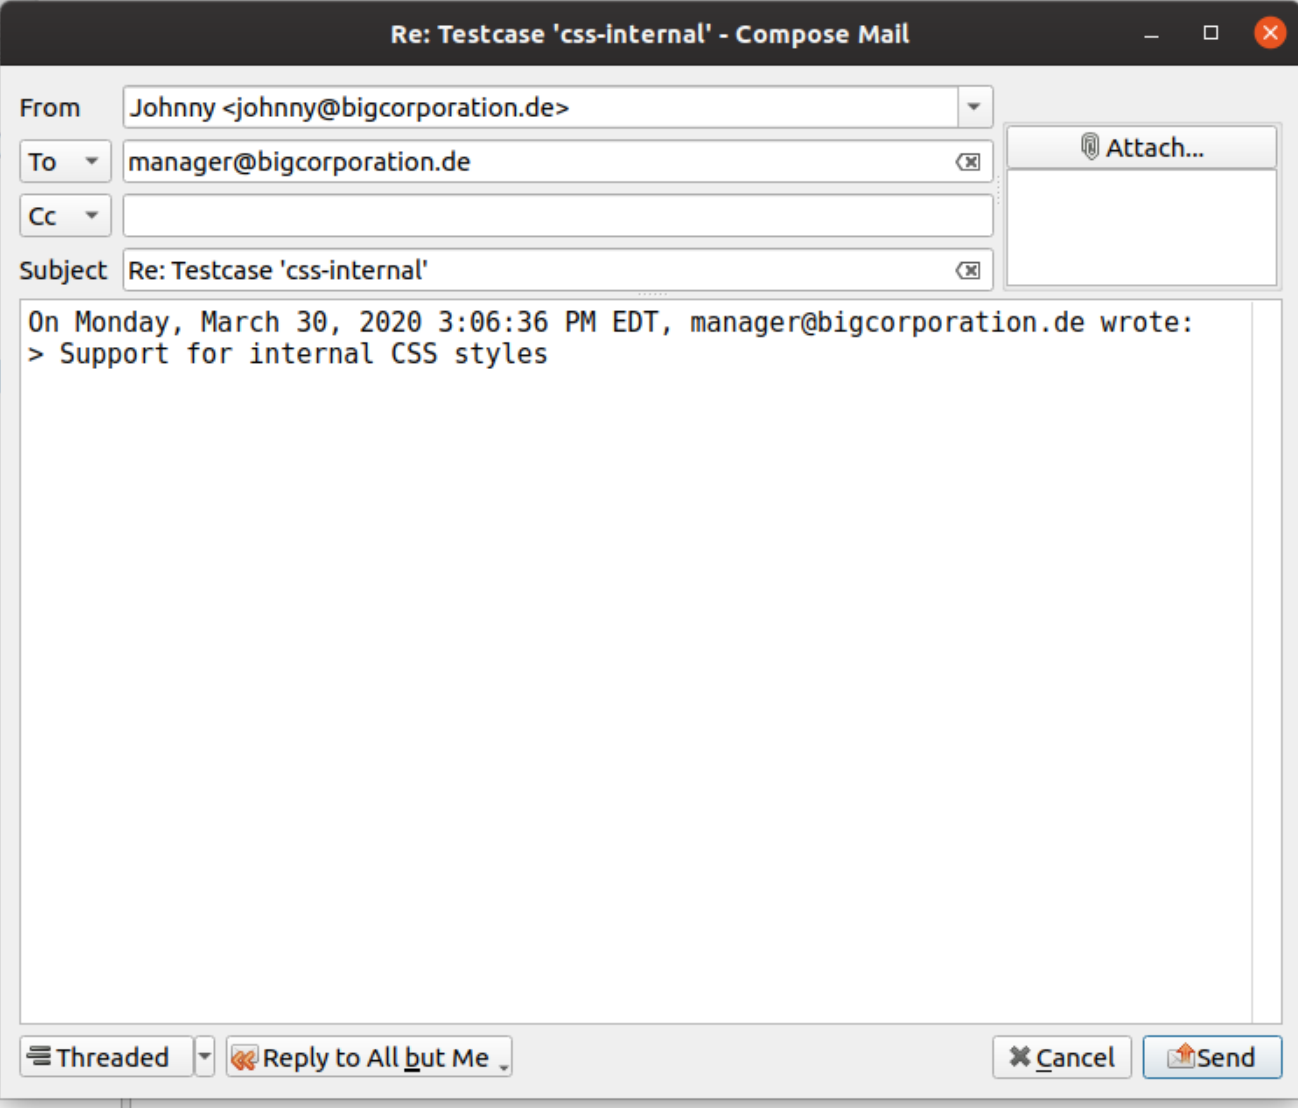 Re: Testcase 'css-internal' - Compose Mail
From Johnny <johnny@bigcorporation.de>
Attach...
To manager@bigcorporation.de
Cc
Subject Re: Testcase 'css-internal'
On Monday, March 30, 2020 3:06:36 PM EDT, manager@bigcorporation.de wrote:
> Support for internal CSS styles
Threaded Reply to All but Me Cancel Send